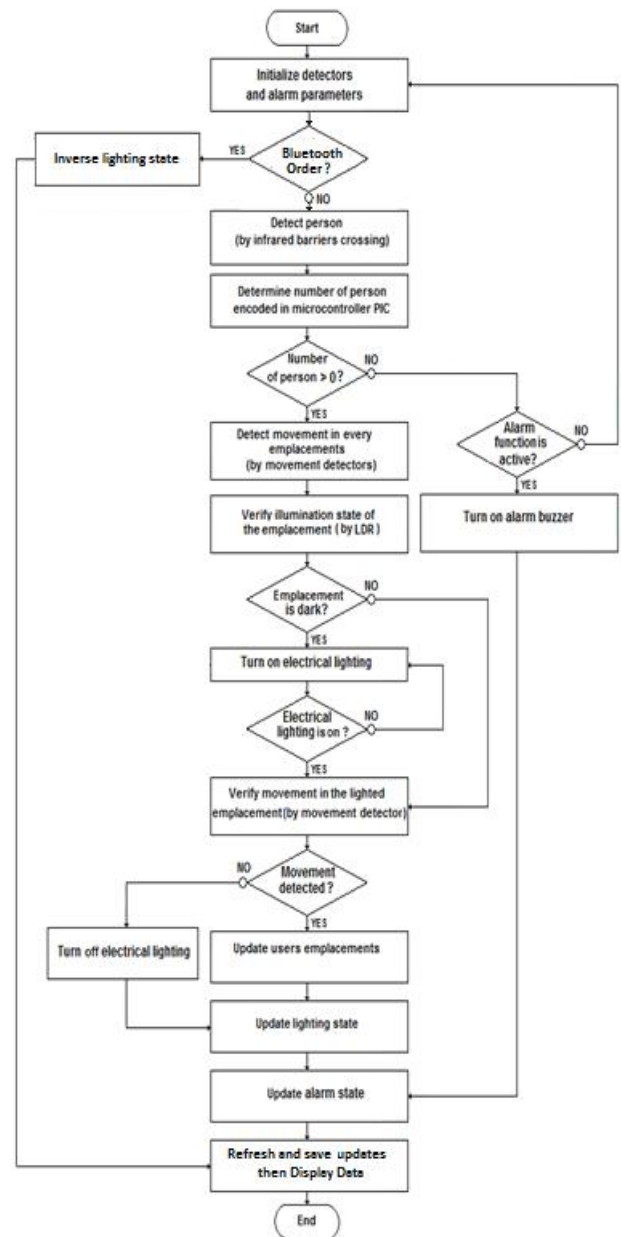 Start
Initialize detectors
and alarm parameters
Inverse lighting state
YES
Bluetooth
Order ?
NO
Detect person
(by infrared barriers crossing)
Determine number of person
encoded in microcontroller PIC
Number
of person > 0?
NO
YES
Alarm
function is
active?
NO
YES
Detect movement in every
emplacements
(by movement detectors)
Turn on alarm buzzer
Verify illumination state of
the emplacement ( by LDR )
Emplacement
is dark?
NO
YES
Turn on electrical lighting
Electrical
lighting is on ?
NO
YES
Verify movement in the lighted
emplacement(by movement detector)
NO
Movement
detected ?
YES
Turn off electrical lighting
Update users emplacements
Update lighting state
Update alarm state
Refresh and save updates
then Display Data
End